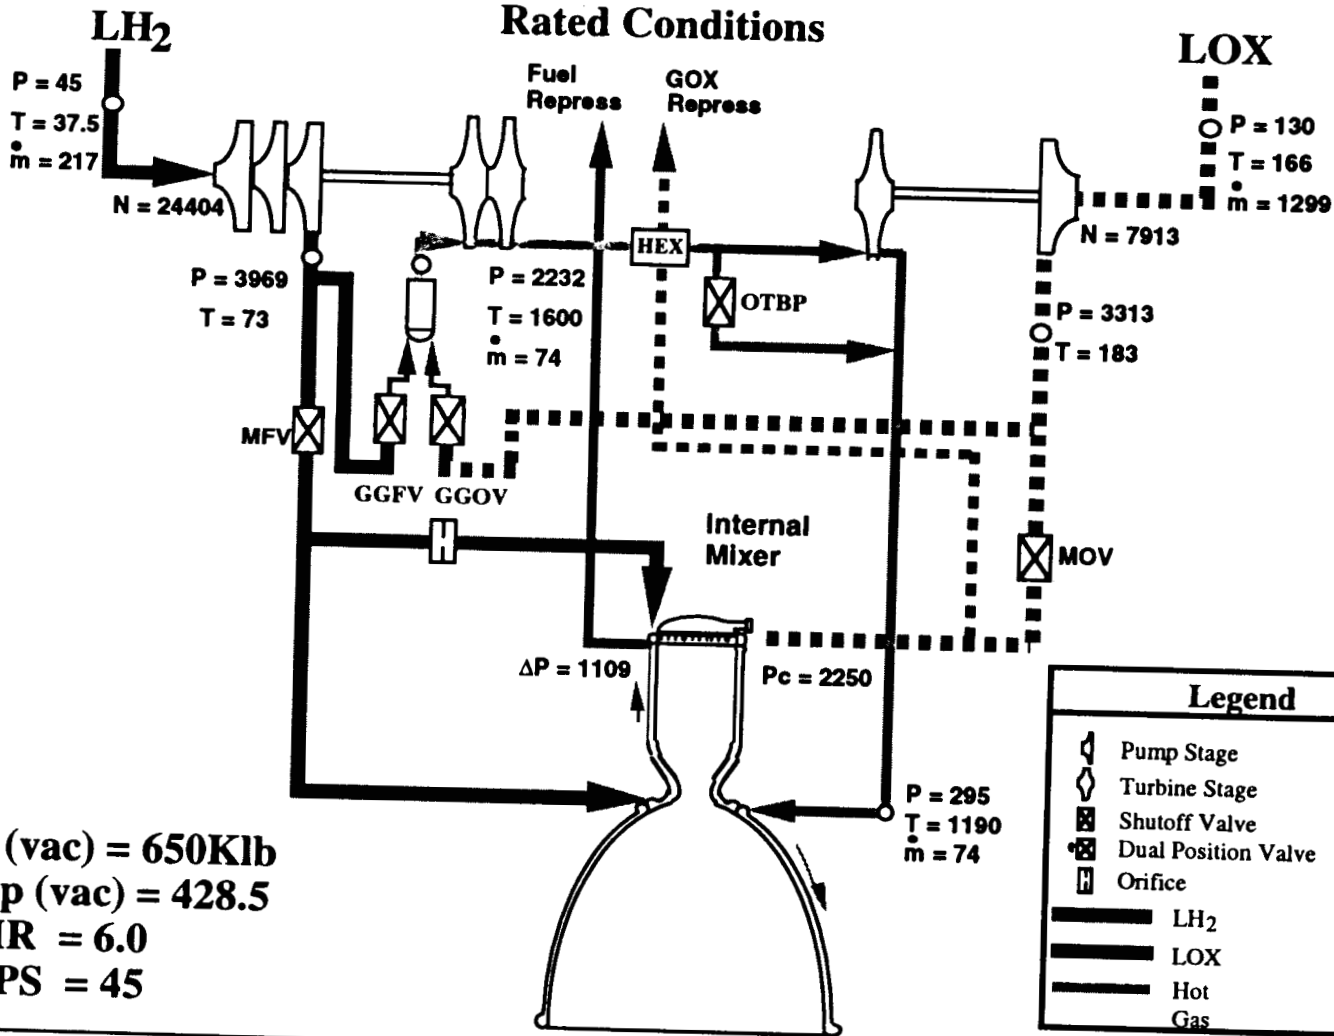 Rated Conditions
LH2
P = 45
T = 37.5
ṁ = 217
N = 24404
Fuel
Repress
GOX
Repress
LOX
P = 130
T = 166
ṁ = 1299
N = 7913
P = 3969
T = 73
P = 2232
T = 1600
ṁ = 74
HEX
OTBP
P = 3313
T = 183
MFV
GGFV GGOV
Internal
Mixer
MOV
ΔP = 1109
Pc = 2250
P = 295
T = 1190
ṁ = 74
(vac) = 650Klb
p (vac) = 428.5
IR = 6.0
PS = 45
Legend
Pump Stage
Turbine Stage
Shutoff Valve
Dual Position Valve
Orifice
LH2
LOX
Hot
Gas